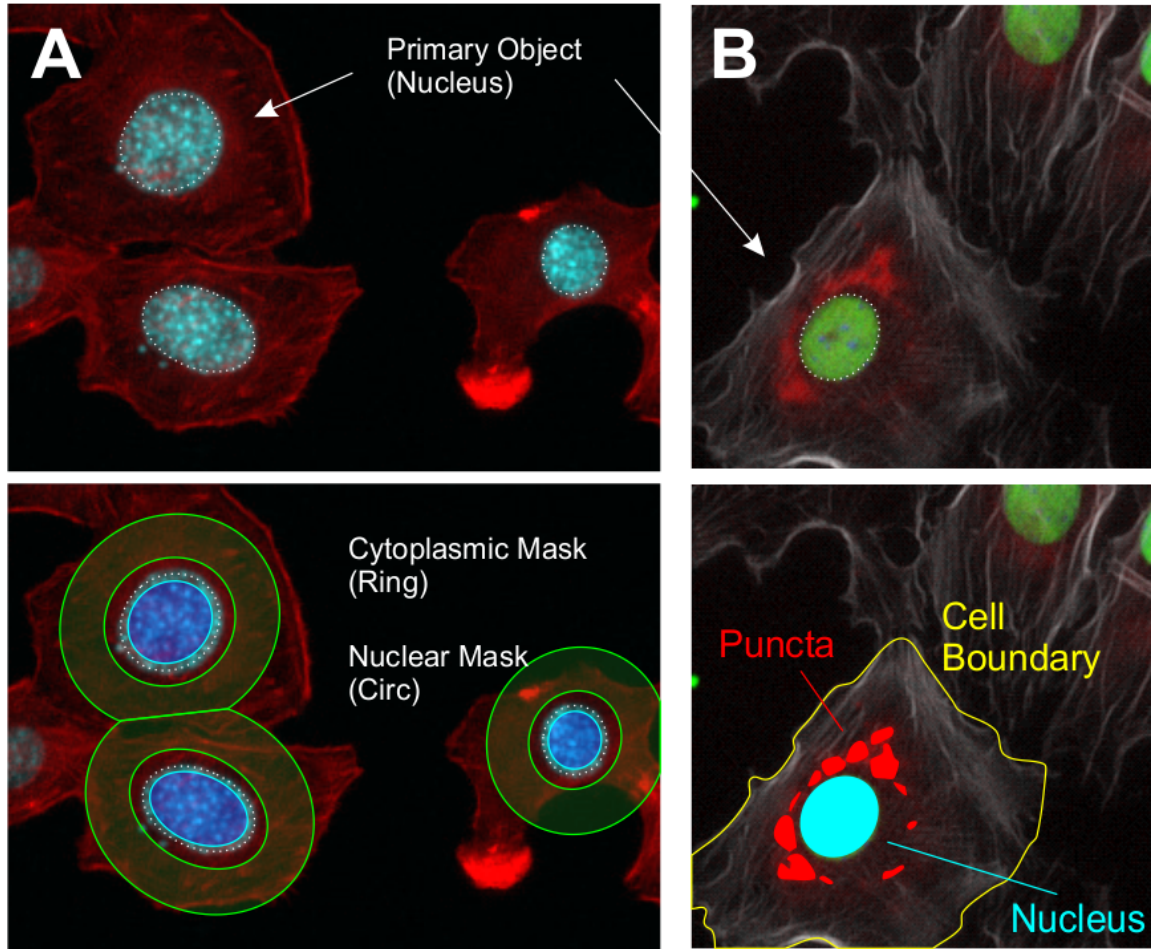 A
Primary Object
(Nucleus)
B
Cytoplasmic Mask
(Ring)
Nuclear Mask
(Circ)
Puncta
Cell
Boundary
Nucleus